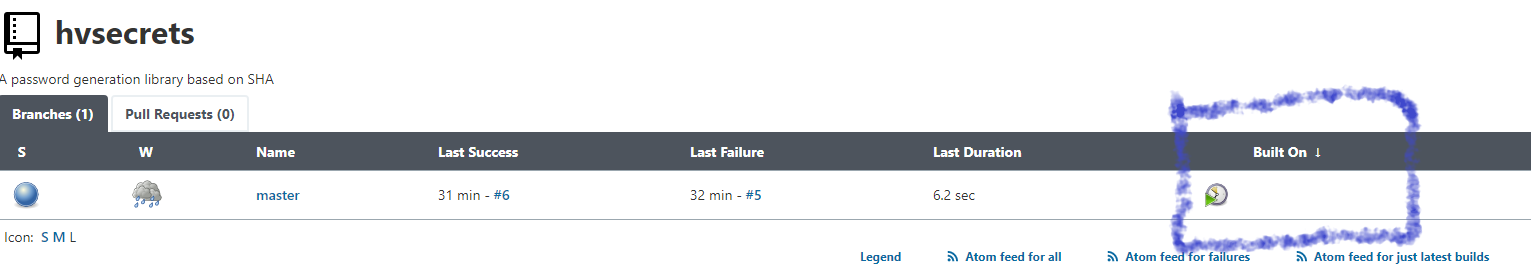 hvsecrets
A password generation library based on SHA
Branches (1) Pull Requests (0)
S W Name Last Success Last Failure Last Duration Built On ↓
master 31 min - #6 32 min - #5 6.2 sec
Icon: S M L
Legend Atom feed for all Atom feed for failures Atom feed for just latest builds